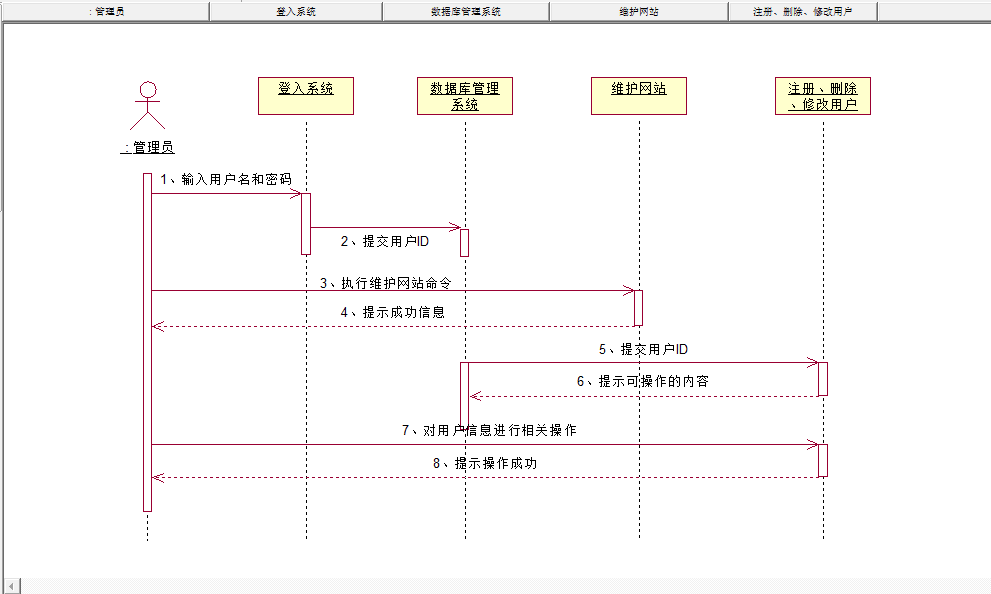 : 管理员
登入系统
数据库管理系统
维护网站
注册、删除、修改用户
登入系统
数据库管理
系统
维护网站
注册、删除
、修改用户
: 管理员
1、输入用户名和密码
2、提交用户ID
3、执行维护网站命令
4、提示成功信息
5、提交用户ID
6、提示可操作的内容
7、对用户信息进行相关操作
8、提示操作成功